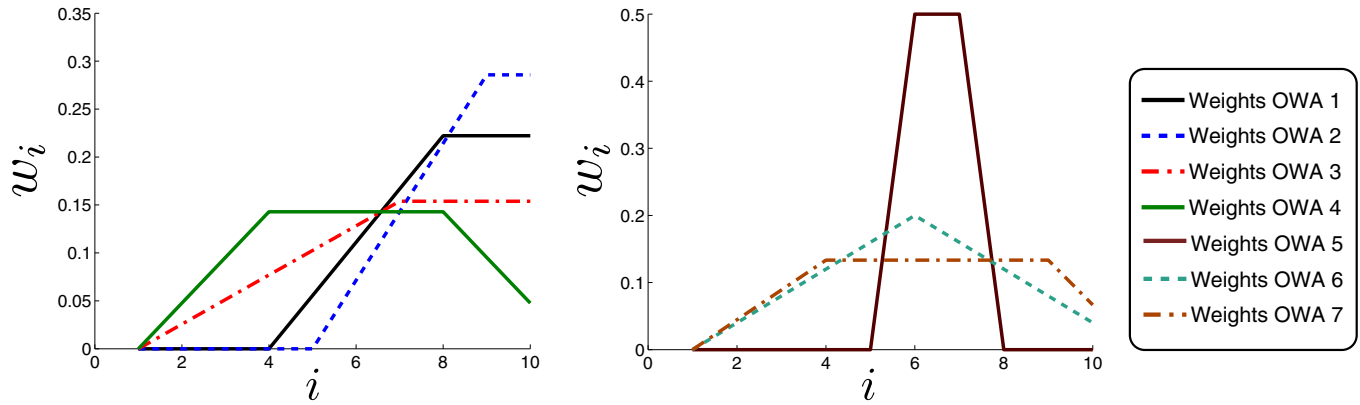 0.35
0.3
0.25
0.2
0.15
0.1
0.05
0
0 2 4 6 8 10
w_i
i
0.5
0.4
0.3
0.2
0.1
0
0 2 4 6 8 10
w_i
i
Weights OWA 1
Weights OWA 2
Weights OWA 3
Weights OWA 4
Weights OWA 5
Weights OWA 6
Weights OWA 7